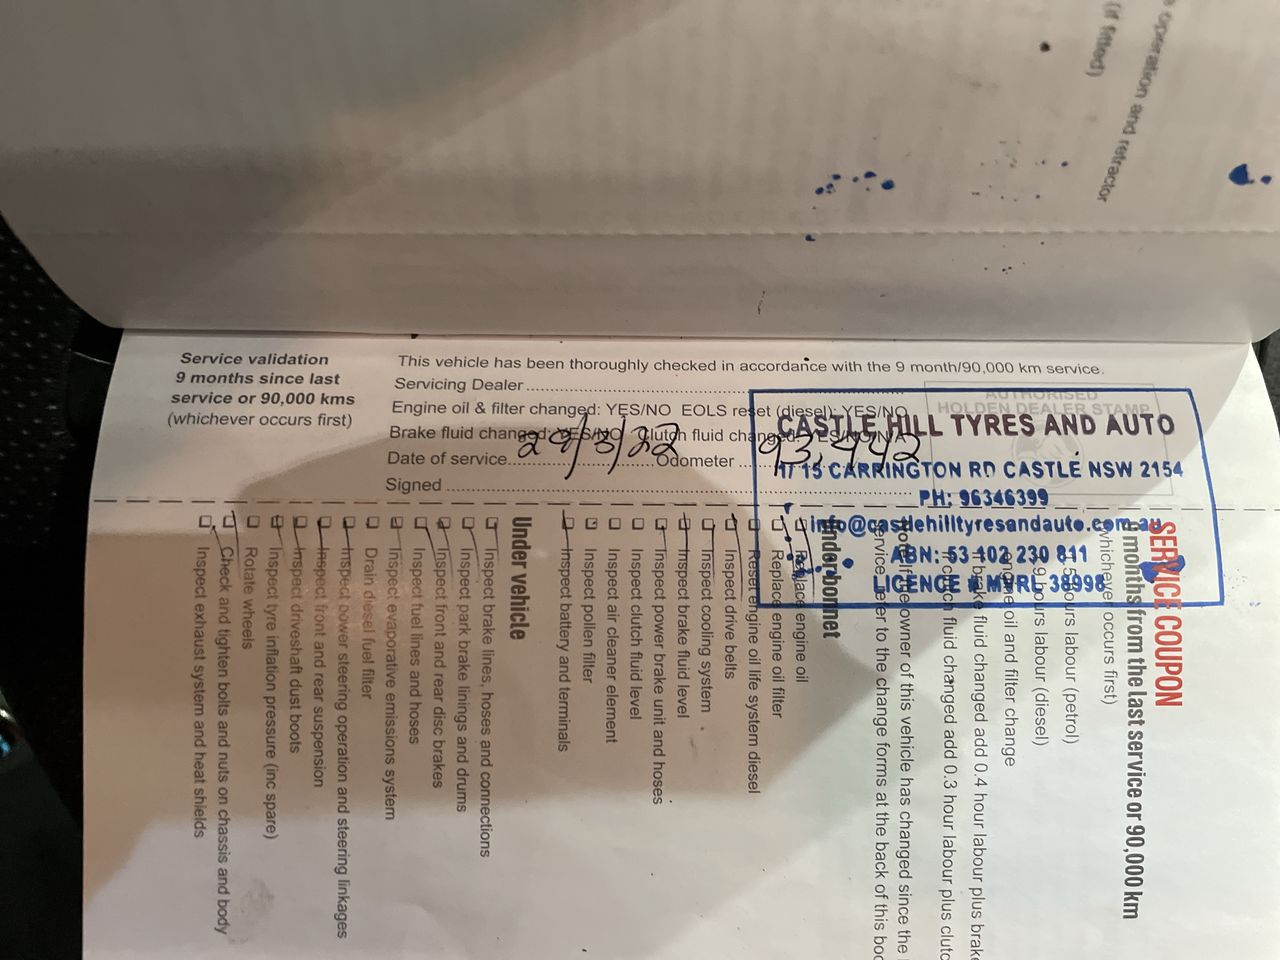 operation and retractor
(if fitted)
Service validation
9 months since last
service or 90,000 kms
(whichever occurs first)
This vehicle has been thoroughly checked in accordance with the 9 month/90,000 km service.
Servicing Dealer
Engine oil & filter changed: YES/NO EOLS reset (diesel): YES/NO
Brake fluid changed: YES/NO Clutch fluid changed: YES/NO/NA
Date of service 29/3/22 Odometer 93,442
Signed
AUTHORISED
HOLDEN DEALER STAMP
CASTLE HILL TYRES AND AUTO
1/15 CARRINGTON RD CASTLE NSW 2154
PH: 96346399
info@castlehilltyresandauto.com.au
ABN: 53 102 230 811
LICENCE # MVRL 38998
SERVICE COUPON
9 months from the last service or 90,000 km
(whichever occurs first)
hours labour (petrol)
hours labour (diesel)
oil and filter change
fluid changed add 0.4 hour labour plus brake
clutch fluid changed add 0.3 hour labour plus clutch
Note: If the owner of this vehicle has changed since the
service refer to the change forms at the back of this
Under bonnet
Replace engine oil
Replace engine oil filter
Reset engine oil life system diesel
Inspect drive belts
Inspect cooling system
Inspect brake fluid level
Inspect power brake unit and hoses
Inspect clutch fluid level
Inspect air cleaner element
Inspect pollen filter
Inspect battery and terminals
Under vehicle
Inspect brake lines, hoses and connections
Inspect park brake linings and drums
Inspect front and rear disc brakes
Inspect fuel lines and hoses
Inspect evaporative emissions system
Drain diesel fuel filter
Inspect power steering operation and steering linkages
Inspect front and rear suspension
Inspect driveshaft dust boots
Inspect tyre inflation pressure (inc spare)
Rotate wheels
Check and tighten bolts and nuts on chassis and body
Inspect exhaust system and heat shields